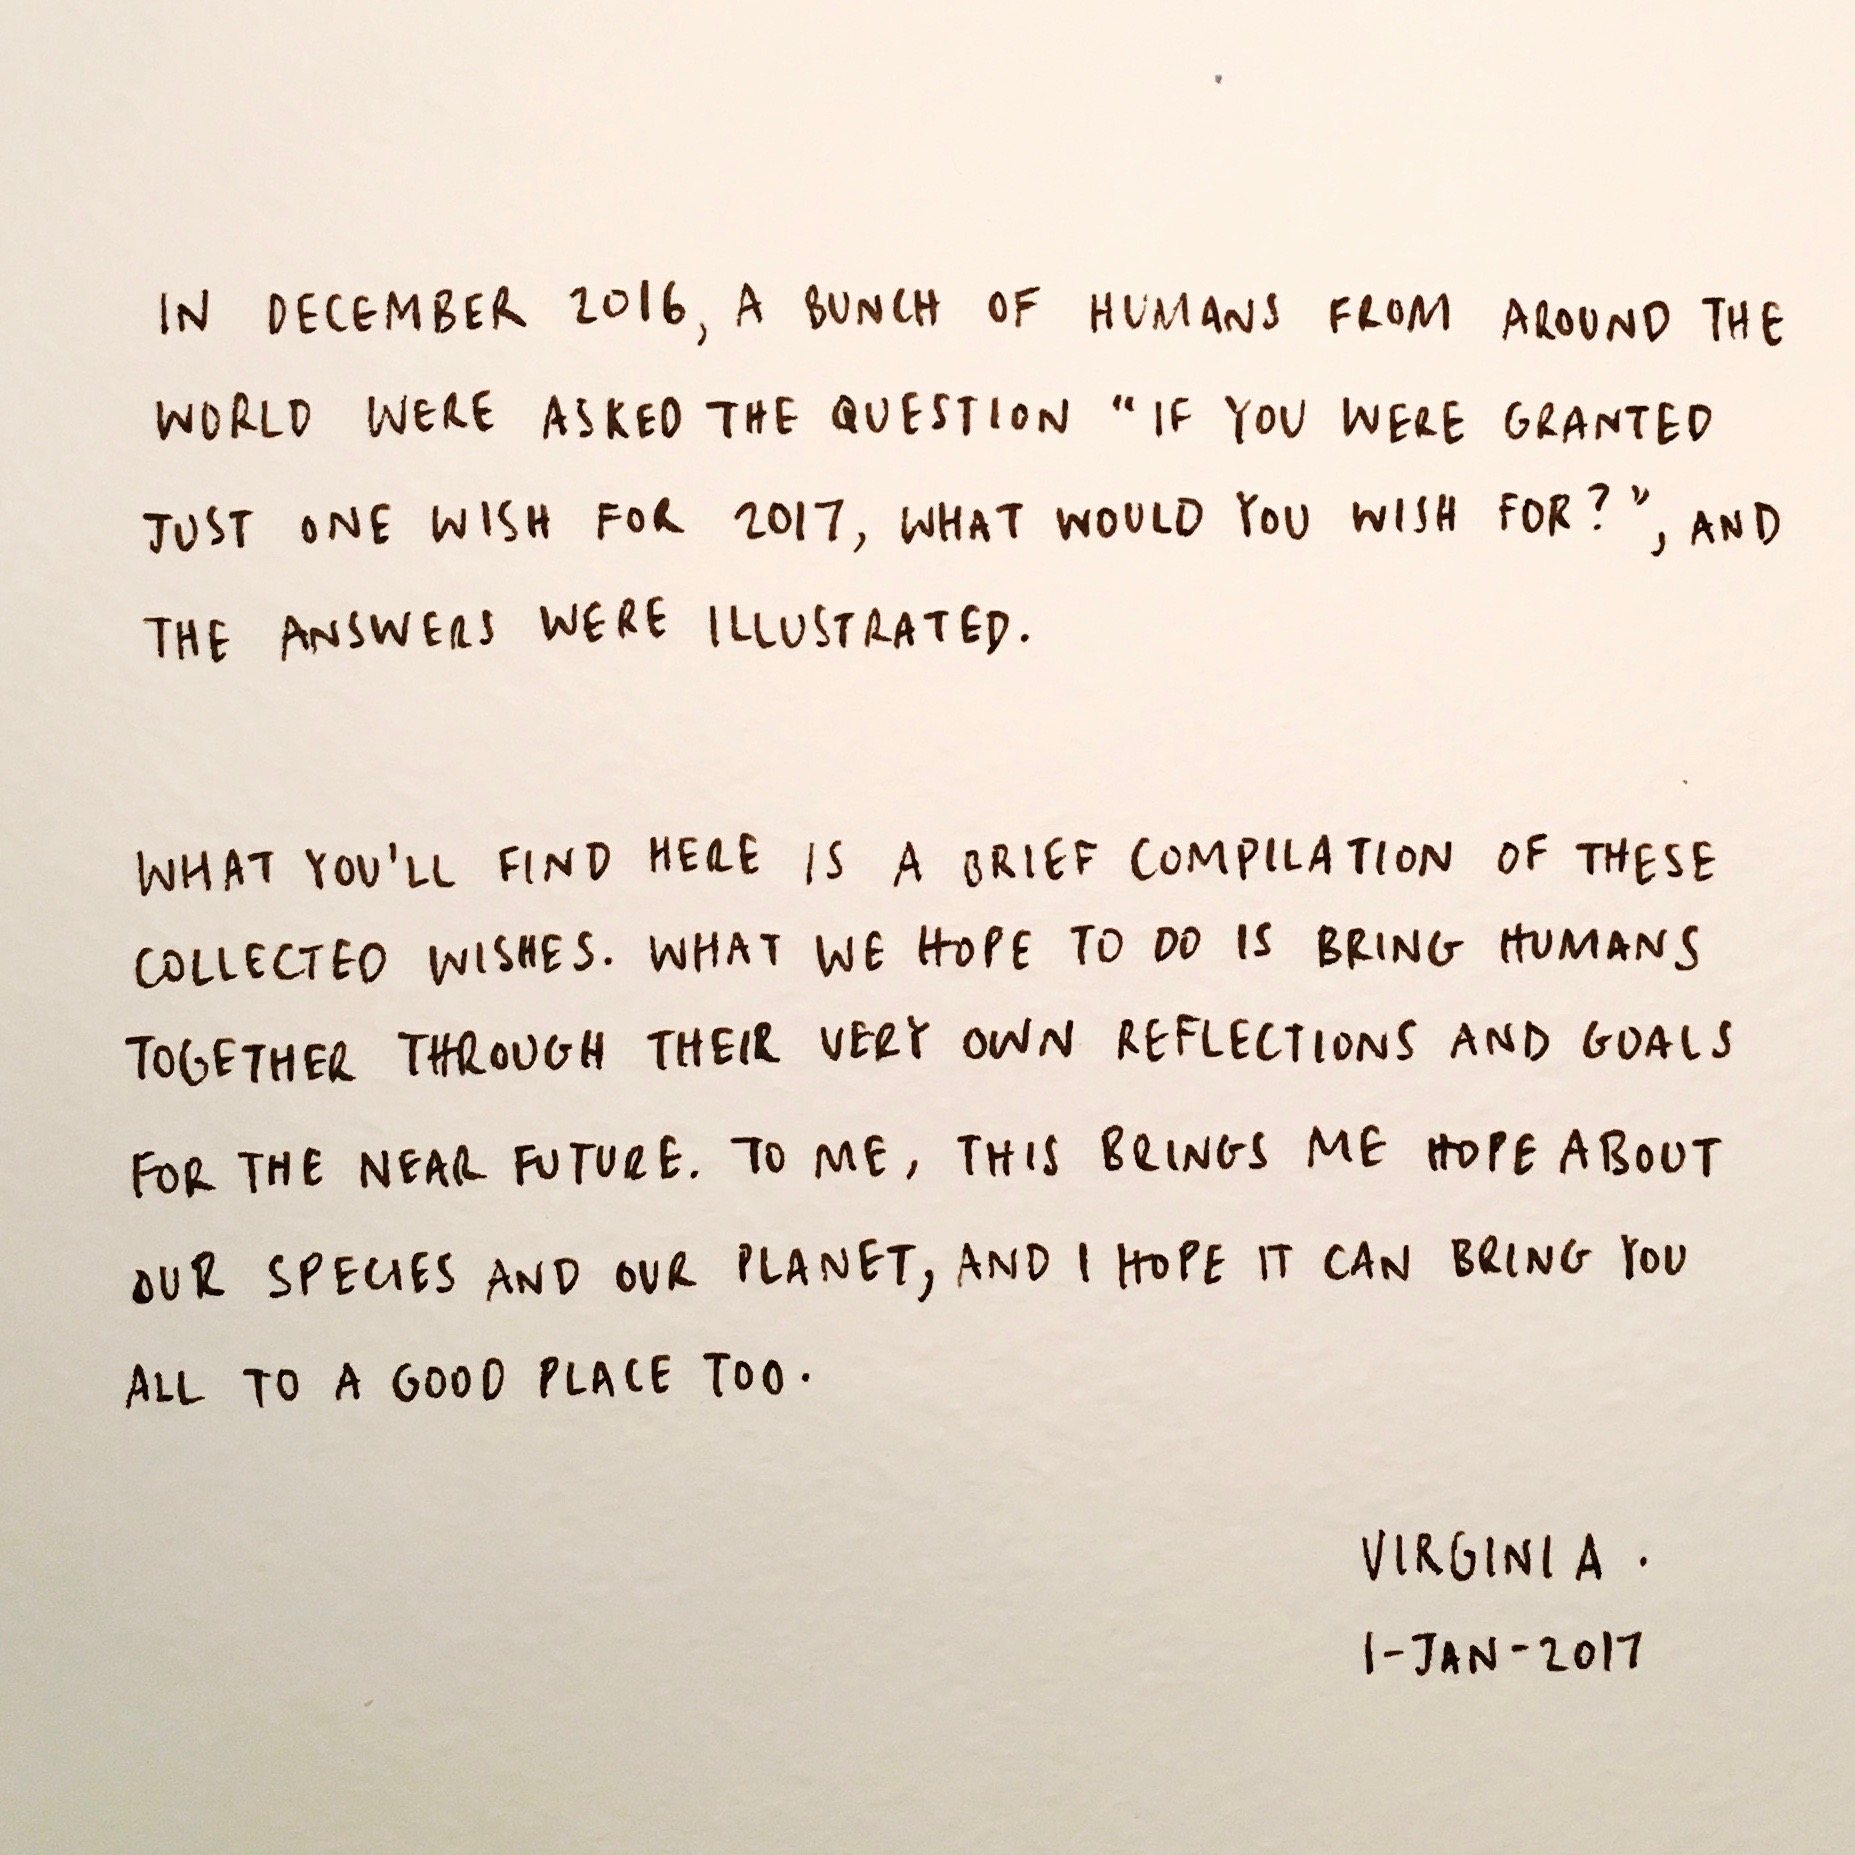 IN DECEMBER 2016, A BUNCH OF HUMANS FROM AROUND THE
WORLD WERE ASKED THE QUESTION "IF YOU WERE GRANTED
JUST ONE WISH FOR 2017, WHAT WOULD YOU WISH FOR?", AND
THE ANSWERS WERE ILLUSTRATED.
WHAT YOU'LL FIND HERE IS A BRIEF COMPILATION OF THESE
COLLECTED WISHES. WHAT WE HOPE TO DO IS BRING HUMANS
TOGETHER THROUGH THEIR VERY OWN REFLECTIONS AND GOALS
FOR THE NEAR FUTURE. TO ME, THIS BRINGS ME HOPE ABOUT
OUR SPECIES AND OUR PLANET, AND I HOPE IT CAN BRING YOU
ALL TO A GOOD PLACE TOO.
VIRGINIA.
1-JAN-2017